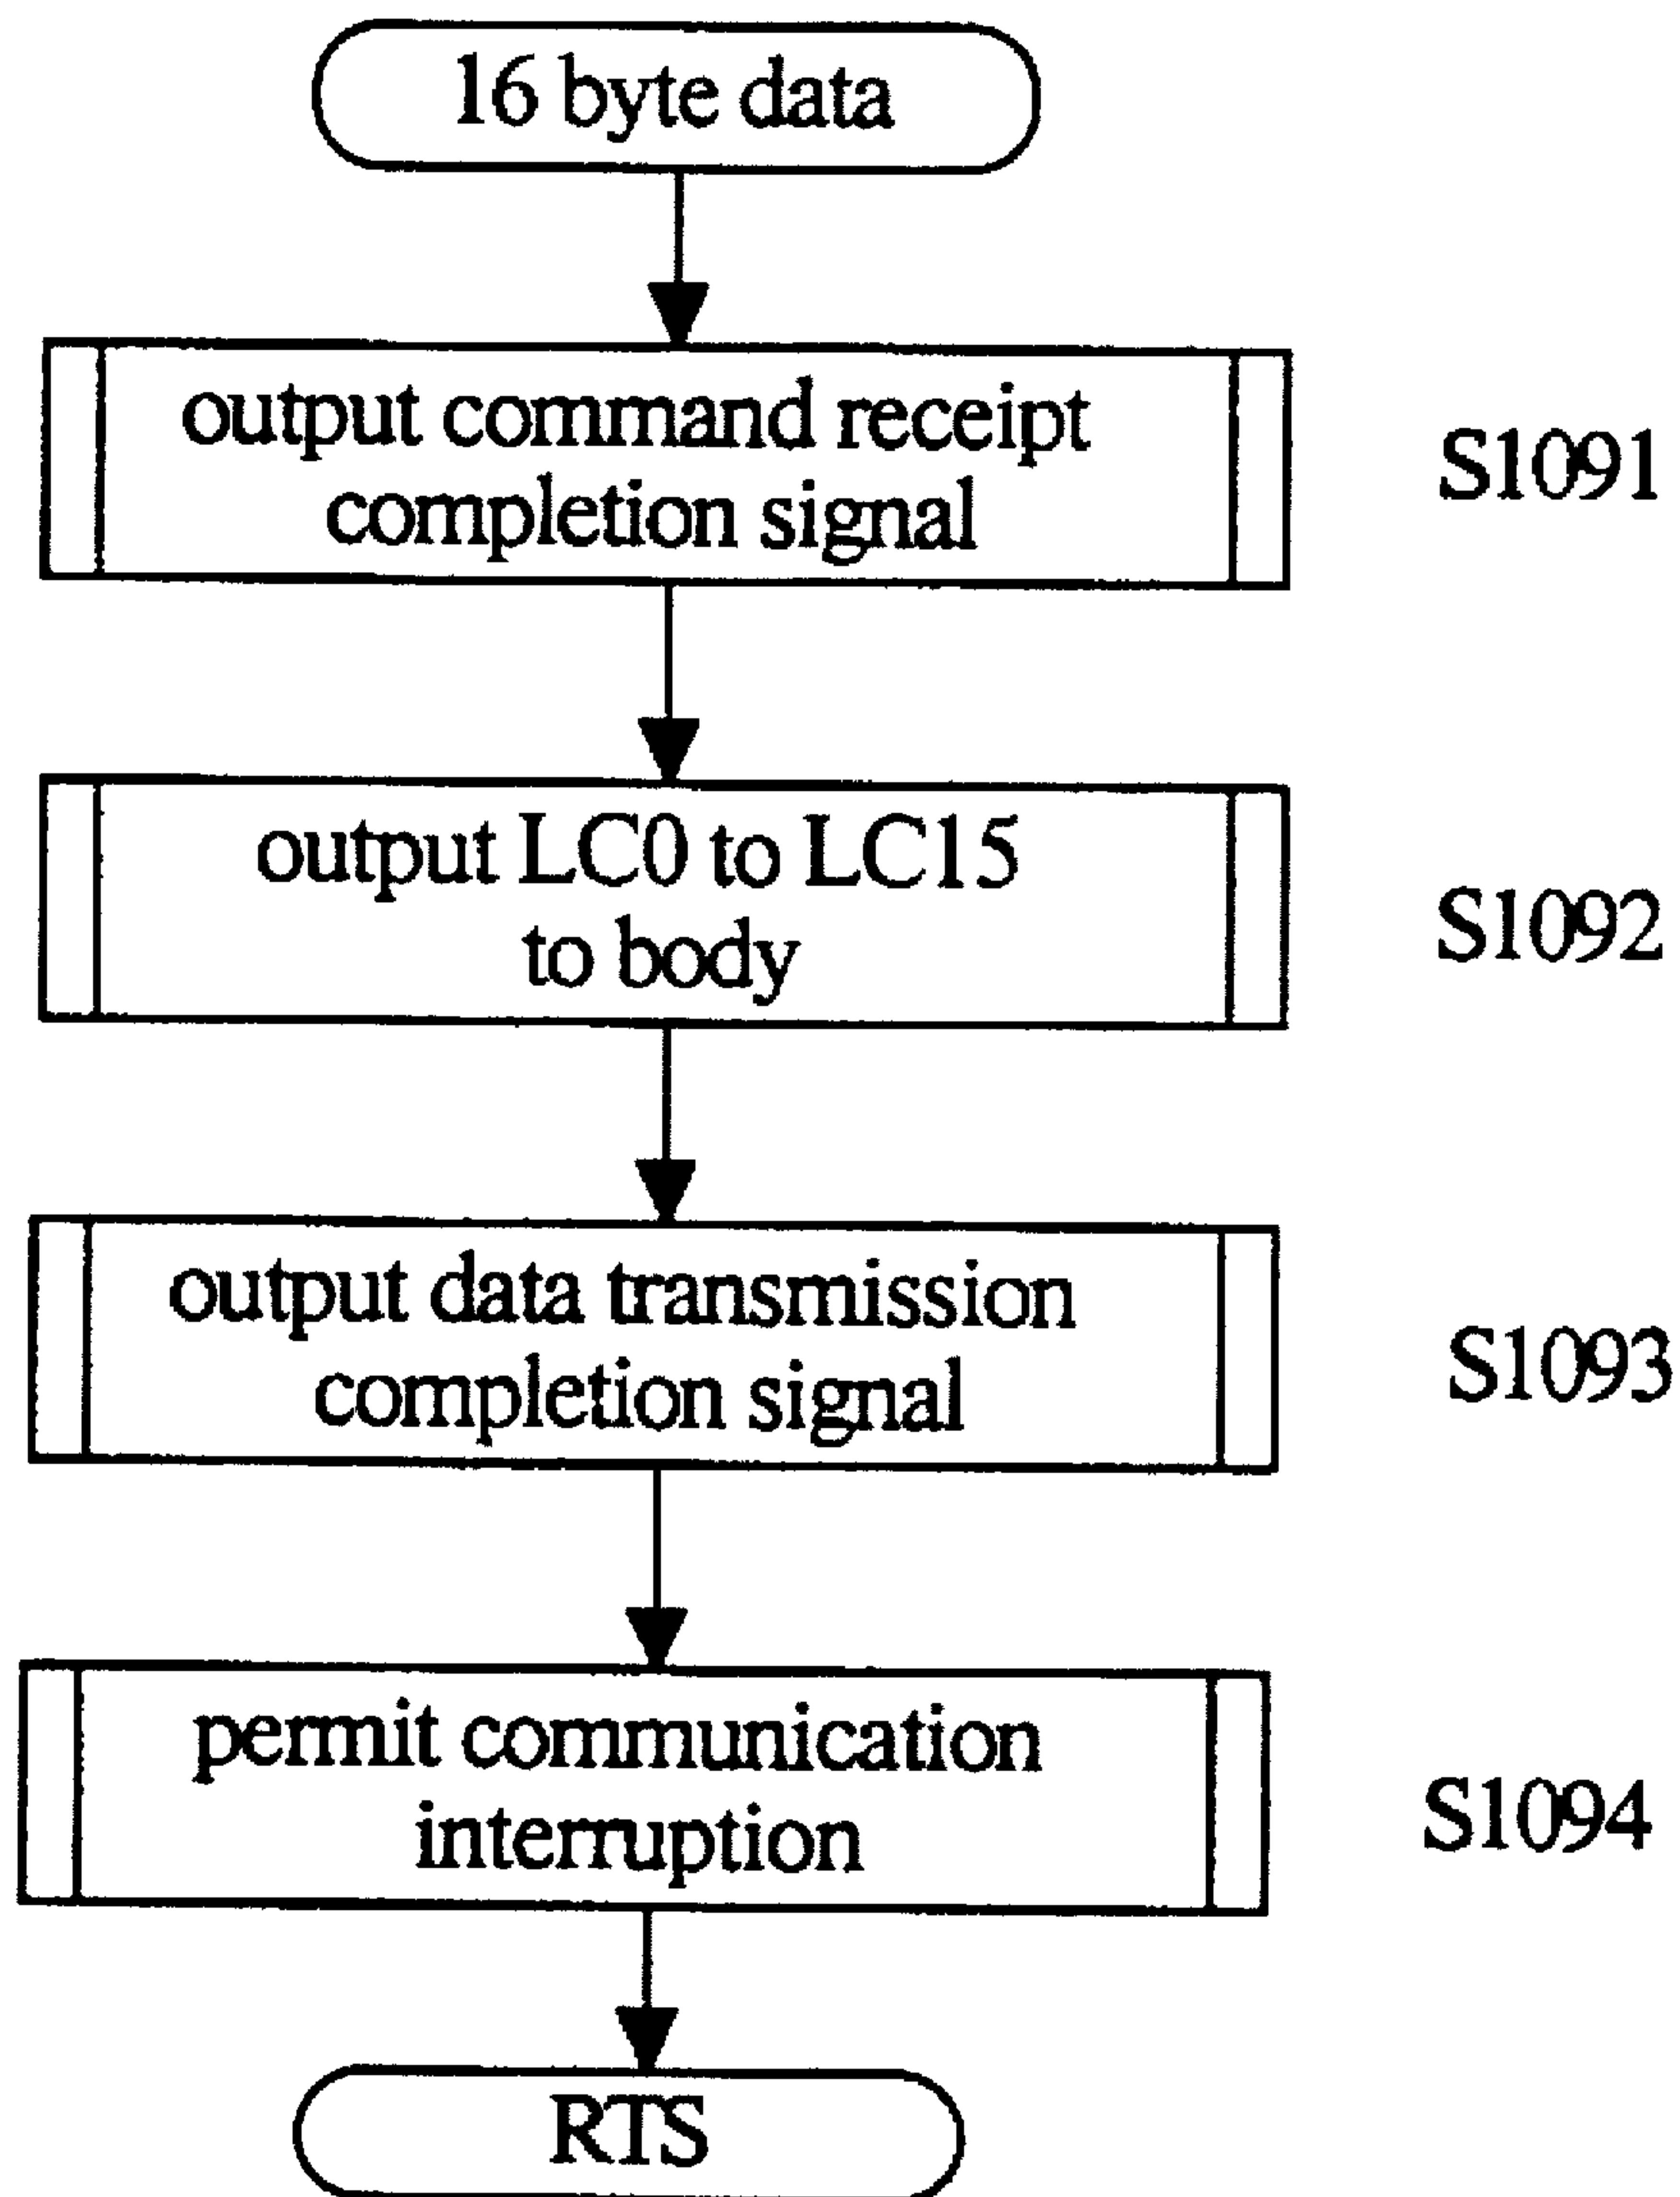 16 byte data
output command receipt
completion signal
S1091
output LC0 to LC15
to body
S1092
output data transmission
completion signal
S1093
permit communication
interruption
S1094
RTS